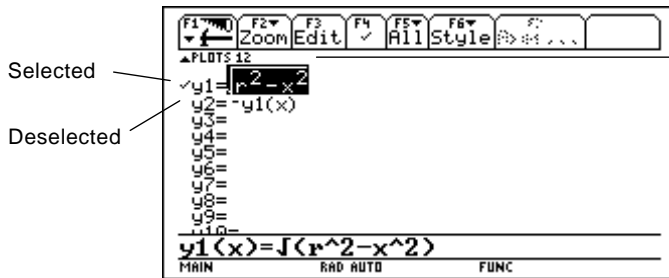 F1 F2 F3 F4 F5 F6
Zoom Edit ✓ All Style
▲PLOTS 12
Selected
✓y1=√r²-x²
y2=-y1(x)
Deselected
y3=
y4=
y5=
y6=
y7=
y8=
y9=
y10=
y1(x)=√(r^2-x^2)
MAIN RAD AUTO FUNC